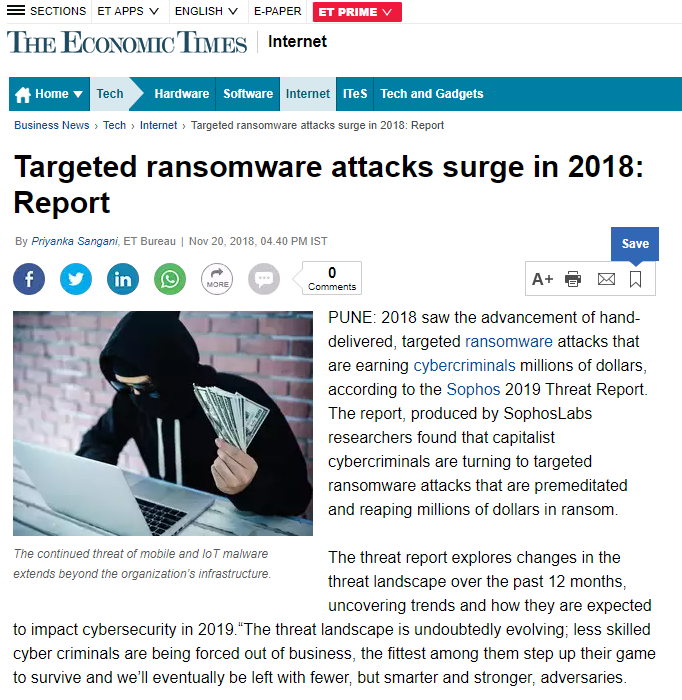 SECTIONS ET APPS ENGLISH E-PAPER ET PRIME
THE ECONOMIC TIMES Internet
Home Tech Hardware Software Internet ITeS Tech and Gadgets
Business News › Tech › Internet › Targeted ransomware attacks surge in 2018: Report
Targeted ransomware attacks surge in 2018:
Report
By Priyanka Sangani, ET Bureau | Nov 20, 2018, 04.40 PM IST
Save
f in MORE 0 A+
Comments
PUNE: 2018 saw the advancement of hand-
delivered, targeted ransomware attacks that
are earning cybercriminals millions of dollars,
according to the Sophos 2019 Threat Report.
The report, produced by SophosLabs
researchers found that capitalist
cybercriminals are turning to targeted
ransomware attacks that are premeditated
and reaping millions of dollars in ransom.
The continued threat of mobile and IoT malware
extends beyond the organization's infrastructure.
The threat report explores changes in the
threat landscape over the past 12 months,
uncovering trends and how they are expected
to impact cybersecurity in 2019.“The threat landscape is undoubtedly evolving; less skilled
cyber criminals are being forced out of business, the fittest among them step up their game
to survive and we’ll eventually be left with fewer, but smarter and stronger, adversaries.